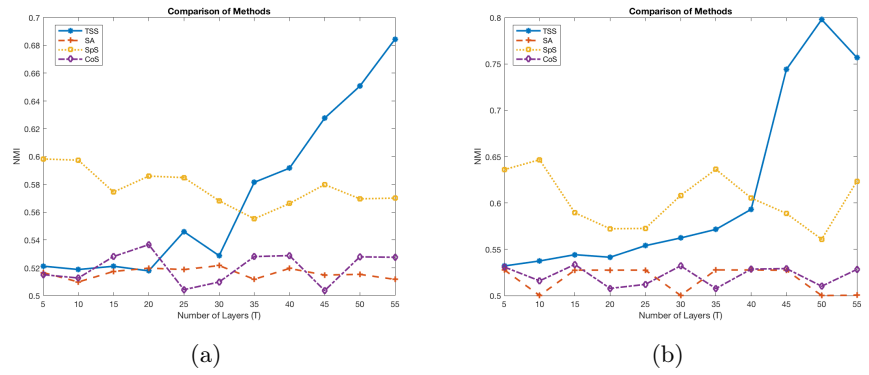 Comparison of Methods
0.7
0.68
0.66
0.64
0.62
0.6
0.58
0.56
0.54
0.52
0.5
NMI
TSS
SA
SpS
CoS
5 10 15 20 25 30 35 40 45 50 55
Number of Layers (T)
(a)
Comparison of Methods
0.8
0.75
0.7
0.65
0.6
0.55
0.5
NMI
TSS
SA
SpS
CoS
5 10 15 20 25 30 35 40 45 50 55
Number of Layers (T)
(b)